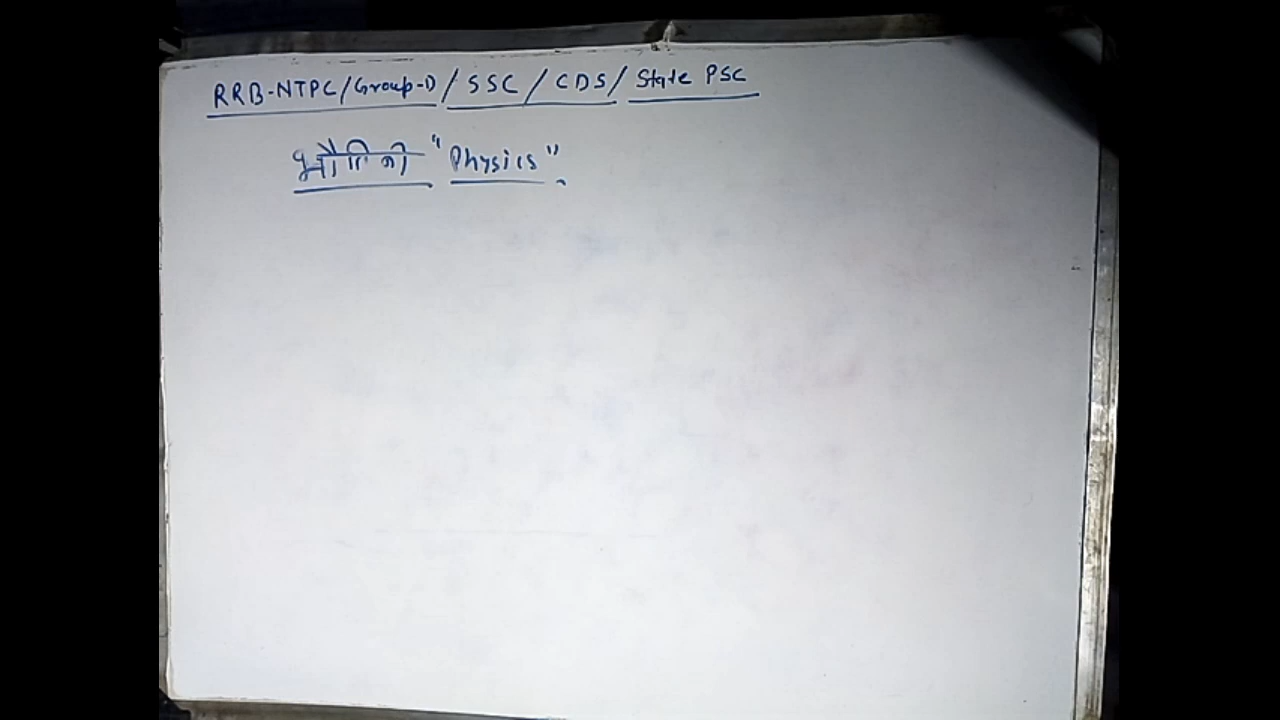 RRB-NTPC/Group-D/SSC/CDS/State PSC
भौतिकी "Physics"